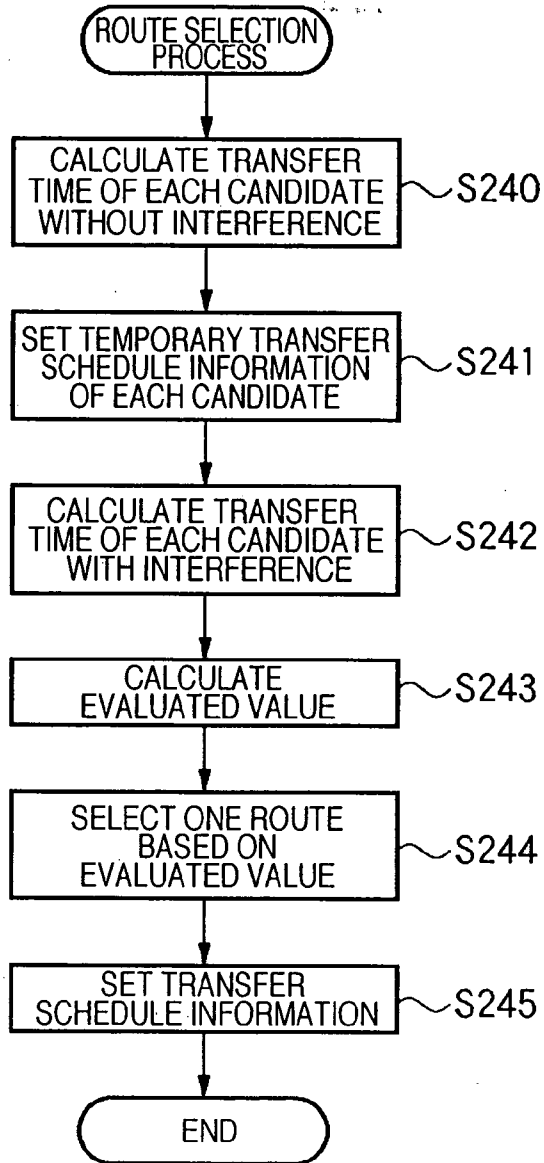 ROUTE SELECTION
PROCESS
CALCULATE TRANSFER
TIME OF EACH CANDIDATE
WITHOUT INTERFERENCE
S240
SET TEMPORARY TRANSFER
SCHEDULE INFORMATION
OF EACH CANDIDATE
S241
CALCULATE TRANSFER
TIME OF EACH CANDIDATE
WITH INTERFERENCE
S242
CALCULATE
EVALUATED VALUE
S243
SELECT ONE ROUTE
BASED ON
EVALUATED VALUE
S244
SET TRANSFER
SCHEDULE INFORMATION
S245
END